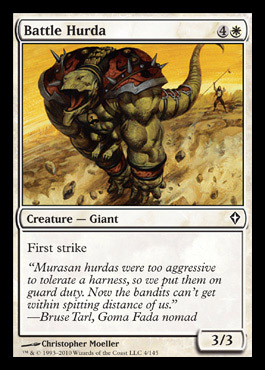 Battle Hurda 4
Creature — Giant
First strike
“Murasan hurdas were too aggressive
to tolerate a harness, so we put them on
guard duty. Now the bandits can’t get
within spitting distance of us.”
—Bruse Tarl, Goma Fada nomad
Christopher Moeller
3/3
™ & © 1993–2010 Wizards of the Coast LLC 4/145